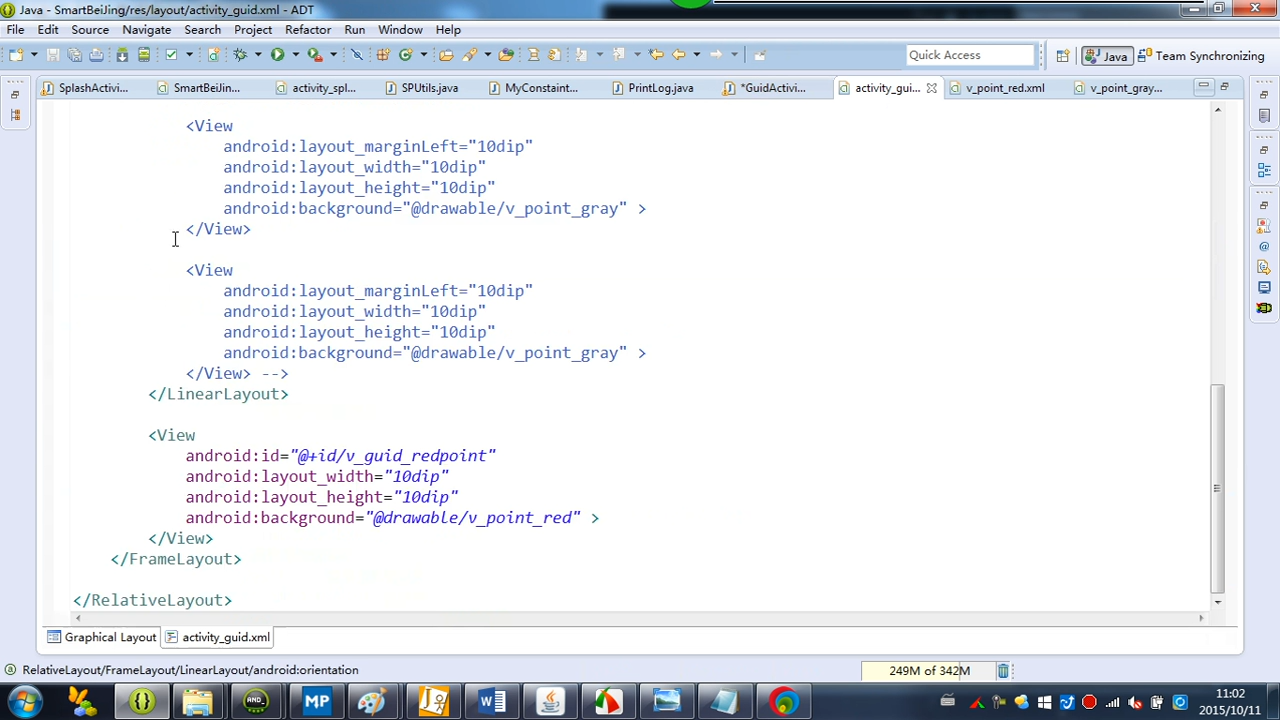 Java - SmartBeiJing/res/layout/activity_guid.xml - ADT
File Edit Source Navigate Search Project Refactor Run Window Help
Quick Access Java Team Synchronizing
SplashActivi... SmartBeiJin... activity_spl... SPUtils.java MyConstaint... PrintLog.java *GuidActivi... activity_gui... v_point_red.xml v_point_gray...
<View
android:layout_marginLeft="10dip"
android:layout_width="10dip"
android:layout_height="10dip"
android:background="@drawable/v_point_gray" >
</View>
<View
android:layout_marginLeft="10dip"
android:layout_width="10dip"
android:layout_height="10dip"
android:background="@drawable/v_point_gray" >
</View> -->
</LinearLayout>
<View
android:id="@+id/v_guid_redpoint"
android:layout_width="10dip"
android:layout_height="10dip"
android:background="@drawable/v_point_red" >
</View>
</FrameLayout>
</RelativeLayout>
Graphical Layout activity_guid.xml
RelativeLayout/FrameLayout/LinearLayout/android:orientation 249M of 342M
11:02
2015/10/11